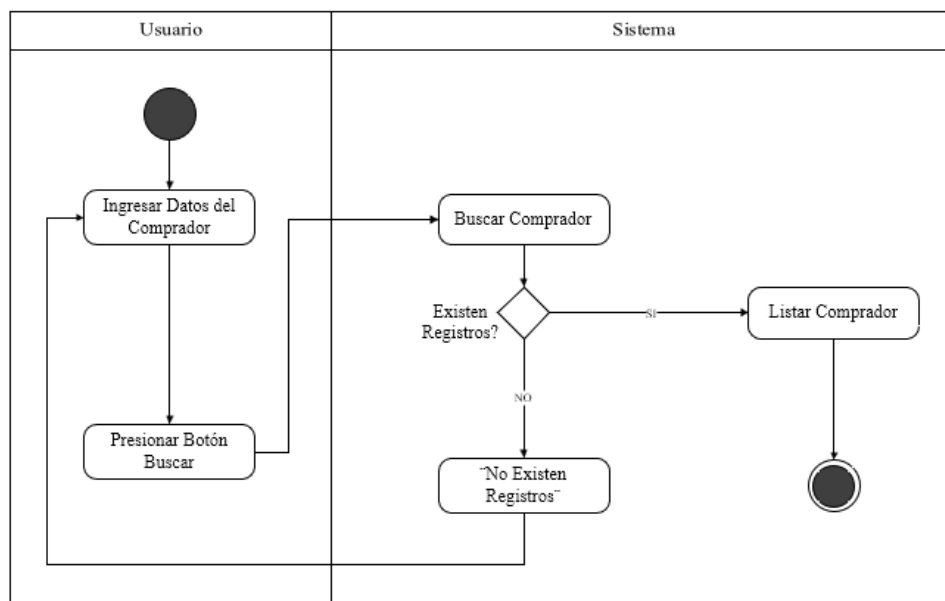 Usuario
Sistema
Ingresar Datos del
Comprador
Buscar Comprador
Existen
Registros?
SI
Listar Comprador
NO
Presionar Botón
Buscar
¨No Existen
Registros¨